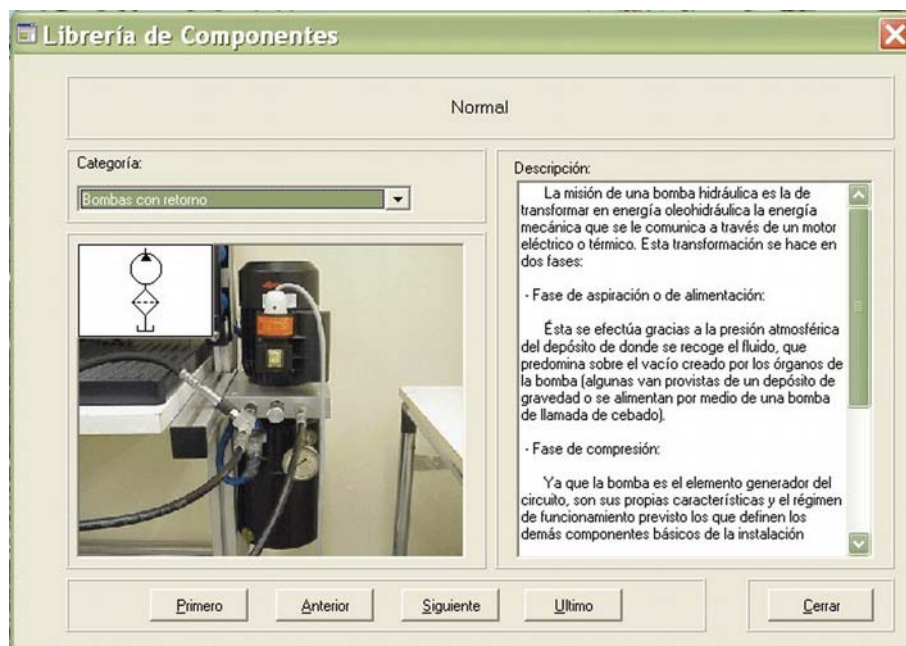 Librería de Componentes
Normal
Categoría:
Bombas con retorno
Descripción:
La misión de una bomba hidráulica es la de
transformar en energía oleohidráulica la energía
mecánica que se le comunica a través de un motor
eléctrico o térmico. Esta transformación se hace en
dos fases:
- Fase de aspiración o de alimentación:
Ésta se efectúa gracias a la presión atmosférica
del depósito de donde se recoge el fluido, que
predomina sobre el vacío creado por los órganos de
la bomba (algunas van provistas de un depósito de
gravedad o se alimentan por medio de una bomba
de llamada de cebado).
- Fase de compresión:
Ya que la bomba es el elemento generador del
circuito, son sus propias características y el régimen
de funcionamiento previsto los que definen los
demás componentes básicos de la instalación
Primero
Anterior
Siguiente
Ultimo
Cerrar